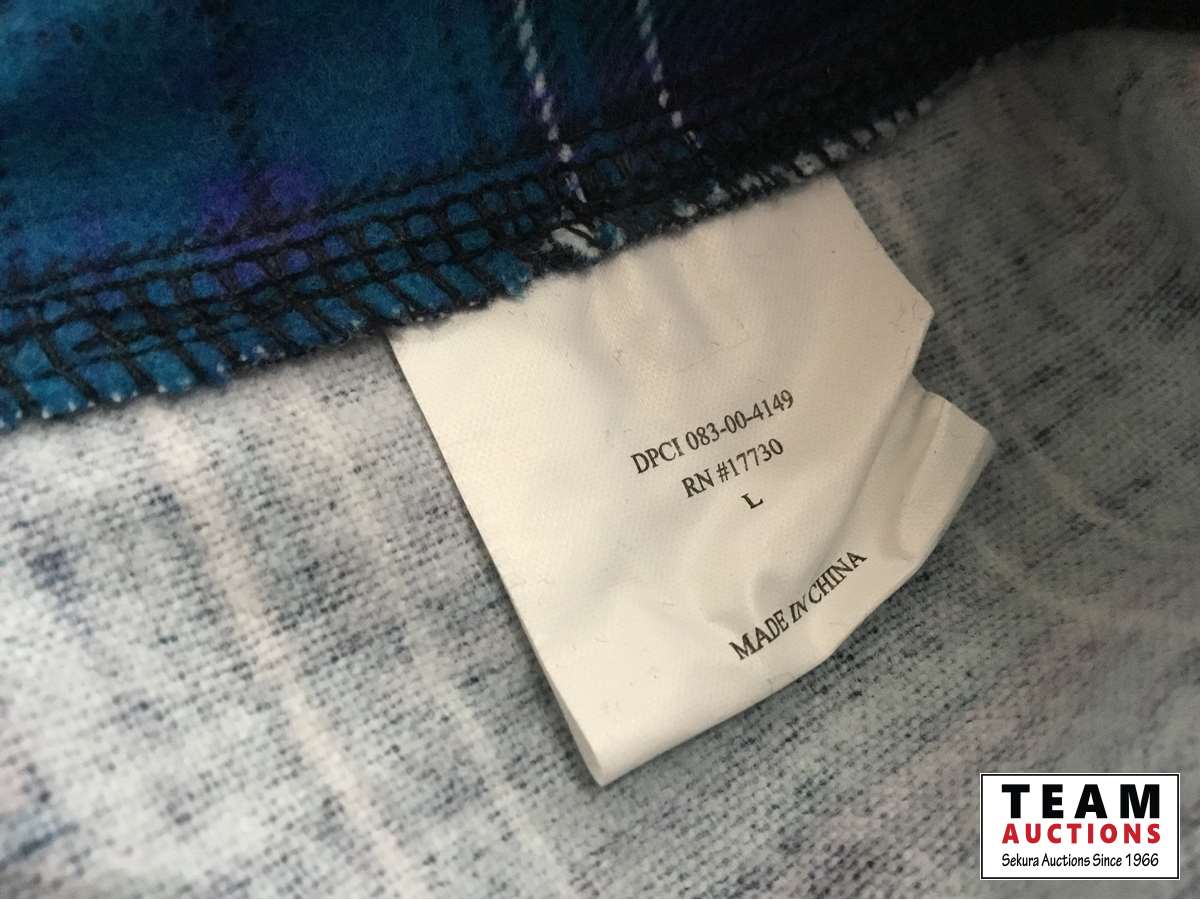 DPCI 083-00-4149
RN #17730
L
MADE IN CHINA
TEAM
AUCTIONS
Sekura Auctions Since 1966